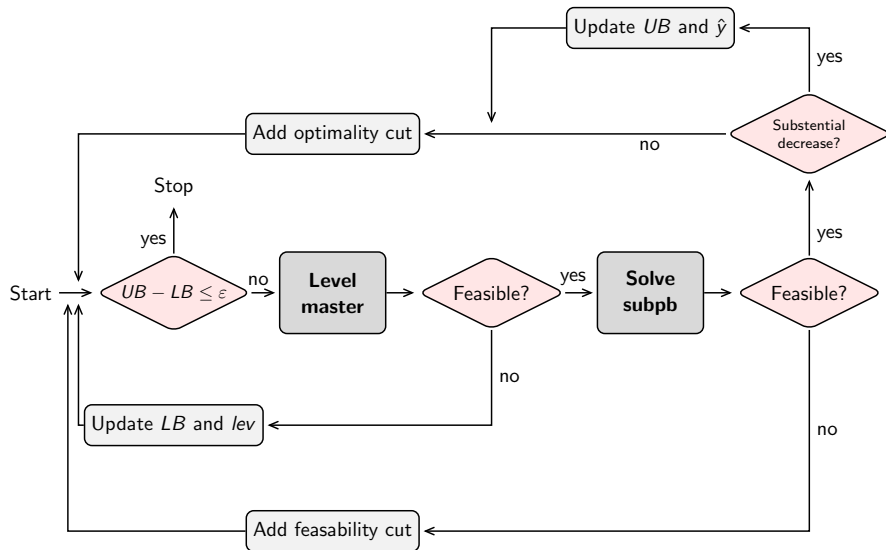 Update UB and ŷ
yes
Substential
decrease?
Add optimality cut
no
Stop
yes
yes
Start
UB − LB ≤ ε
no
Level
master
Feasible?
yes
Solve
subpb
Feasible?
no
Update LB and lev
no
Add feasability cut